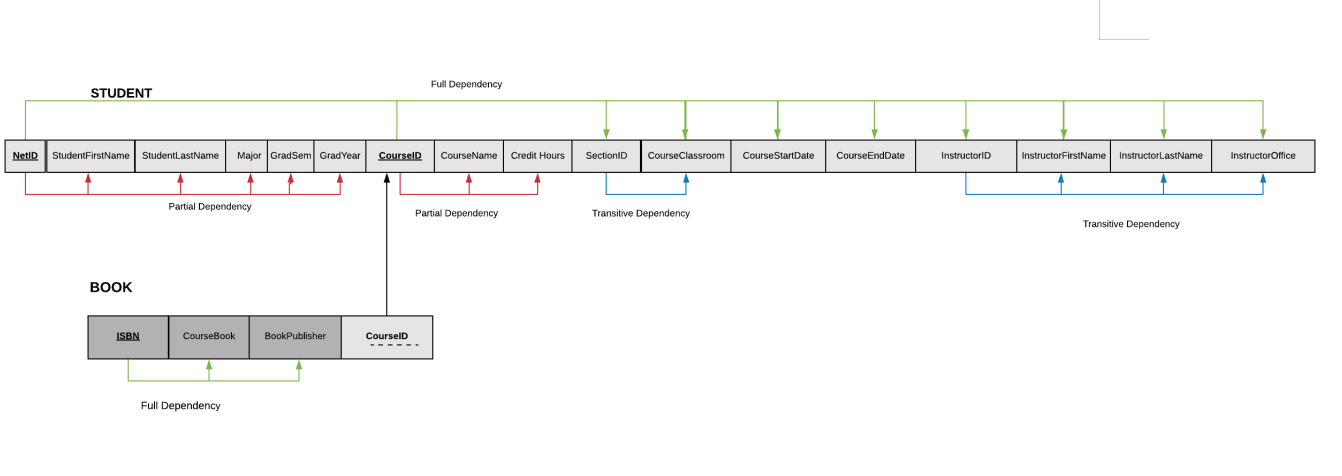 Full Dependency
STUDENT
NetID StudentFirstName StudentLastName Major GradSem GradYear CourseID CourseName Credit Hours SectionID CourseClassroom CourseStartDate CourseEndDate InstructorID InstructorFirstName InstructorLastName InstructorOffice
Partial Dependency
Partial Dependency
Transitive Dependency
Transitive Dependency
BOOK
ISBN CourseBook BookPublisher CourseID
Full Dependency